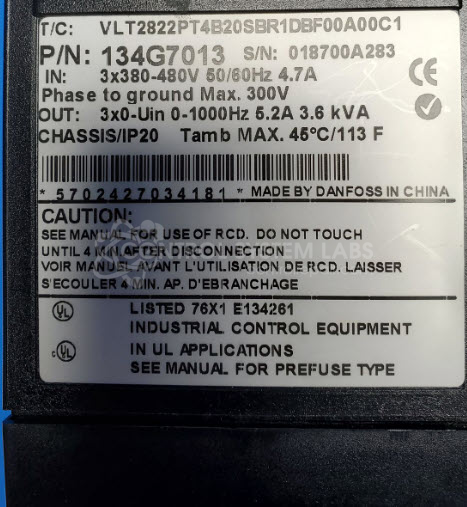 T/C: VLT2822PT4B20SBR1DBF00A00C1
P/N: 134G7013 S/N: 018700A283
IN: 3x380-480V 50/60Hz 4.7A
Phase to ground Max. 300V
OUT: 3x0-Uin 0-1000Hz 5.2A 3.6 kVA
CHASSIS/IP20 Tamb MAX. 45°C/113 F
CE
* 5702427034181 * MADE BY DANFOSS IN CHINA
CAUTION:
SEE MANUAL FOR USE OF RCD. DO NOT TOUCH
UNTIL 4 MIN.AFTER DISCONNECTION
VOIR MANUEL AVANT L'UTILISATION DE RCD. LAISSER
S'ECOULER 4 MIN. AP. D'EBRANCHAGE
UL LISTED 76X1 E134261
INDUSTRIAL CONTROL EQUIPMENT
c UL IN UL APPLICATIONS
SEE MANUAL FOR PREFUSE TYPE